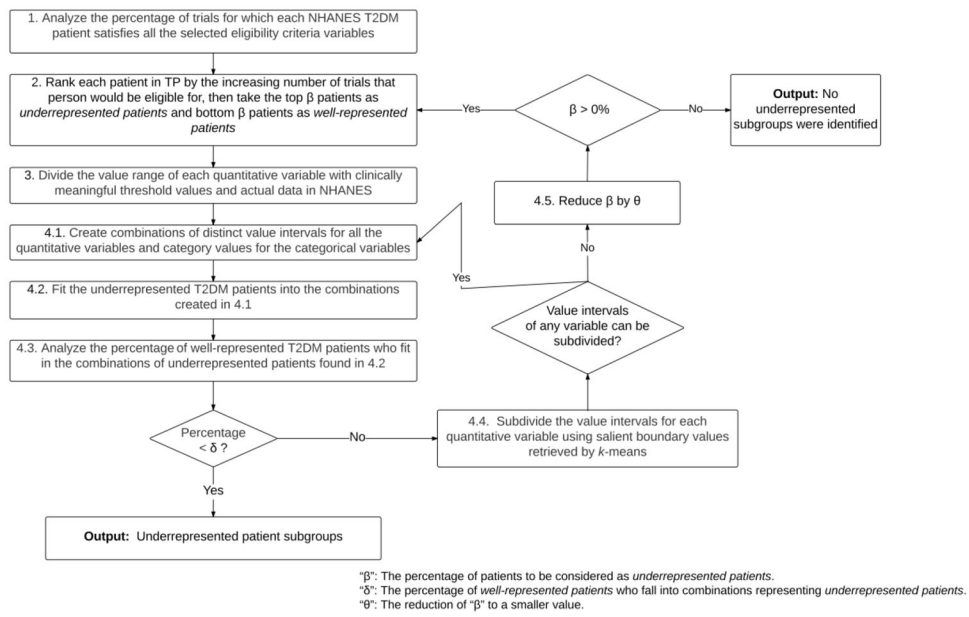 1. Analyze the percentage of trials for which each NHANES T2DM
patient satisfies all the selected eligibility criteria variables
2. Rank each patient in TP by the increasing number of trials that
person would be eligible for, then take the top β patients as
underrepresented patients and bottom β patients as well-represented
patients
3. Divide the value range of each quantitative variable with clinically
meaningful threshold values and actual data in NHANES
4.1. Create combinations of distinct value intervals for all the
quantitative variables and category values for the categorical variables
4.2. Fit the underrepresented T2DM patients into the combinations
created in 4.1
4.3. Analyze the percentage of well-represented T2DM patients who fit
in the combinations of underrepresented patients found in 4.2
Percentage
< δ ?
No
Yes
Output: Underrepresented patient subgroups
4.4. Subdivide the value intervals for each
quantitative variable using salient boundary values
retrieved by k-means
Value intervals
of any variable can be
subdivided?
Yes
No
4.5. Reduce β by θ
β > 0%
Yes
No
Output: No
underrepresented
subgroups were identified
“β”: The percentage of patients to be considered as underrepresented patients.
“δ”: The percentage of well-represented patients who fall into combinations representing underrepresented patients.
“θ”: The reduction of “β” to a smaller value.